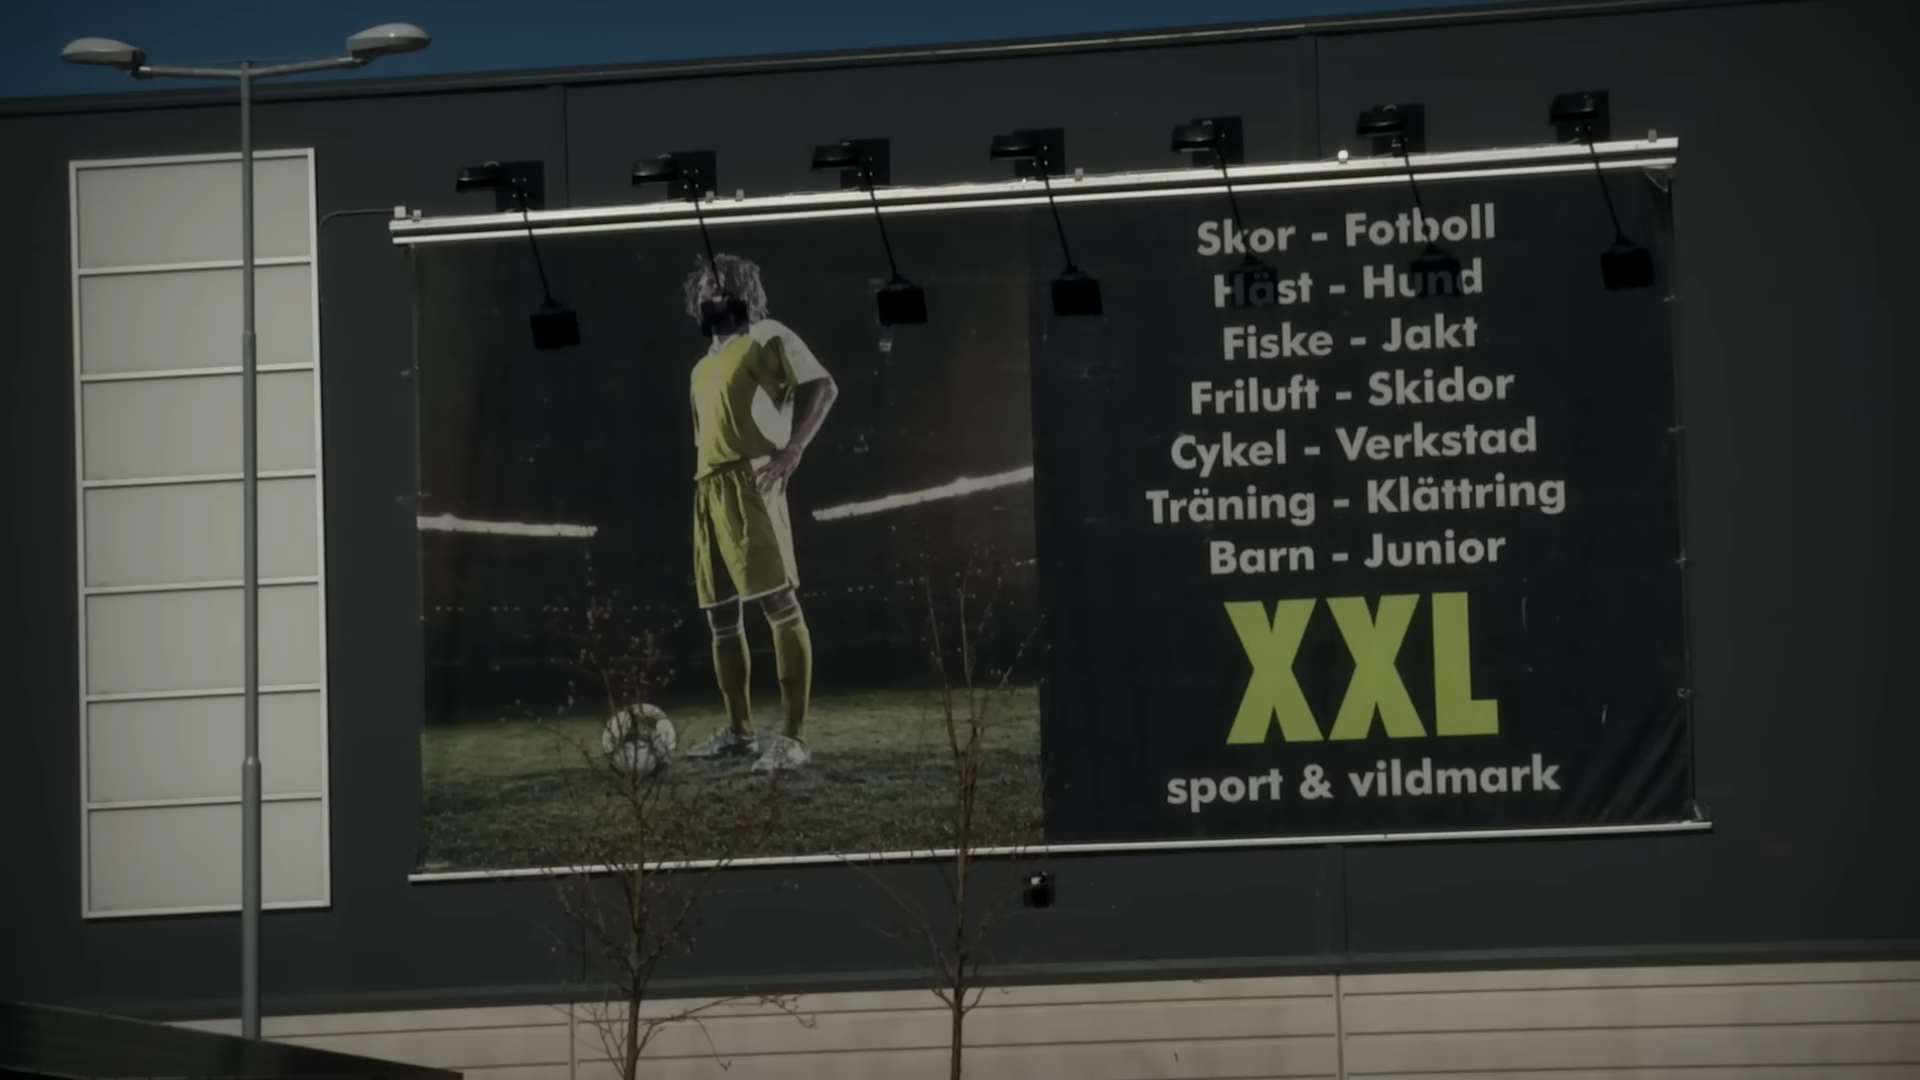 Skor - Fotboll
Häst - Hund
Fiske - Jakt
Friluft - Skidor
Cykel - Verkstad
Träning - Klättring
Barn - Junior
XXL
sport & vildmark